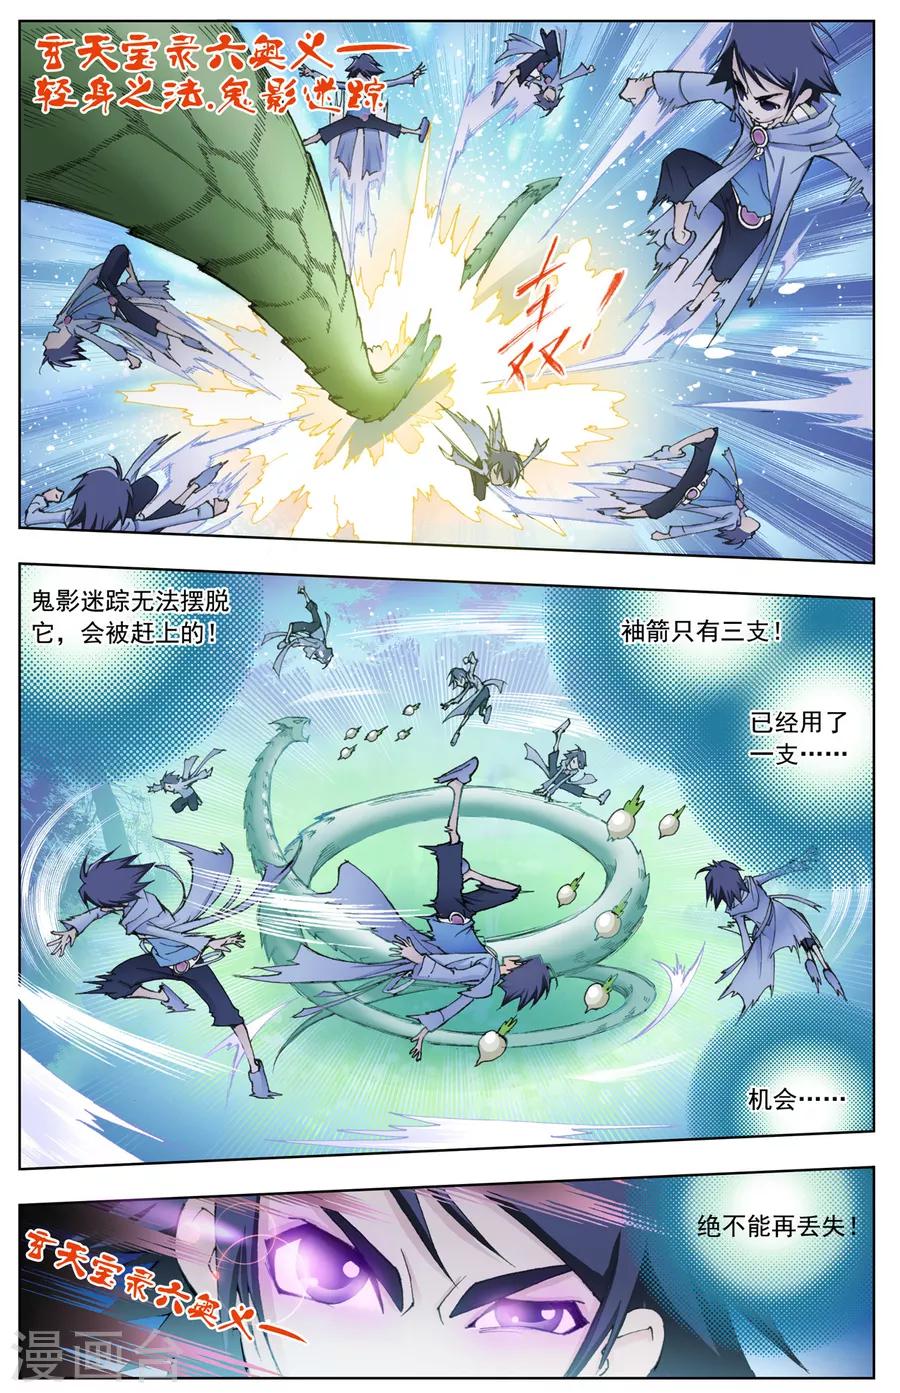 玄天宝录六奥义一
轻身之法.鬼影迷踪
轰!
鬼影迷踪无法摆脱
它，会被赶上的!
袖箭只有三支!
已经用了
一支……
机会……
绝不能再丢失!
玄天宝录六奥义一
漫画台